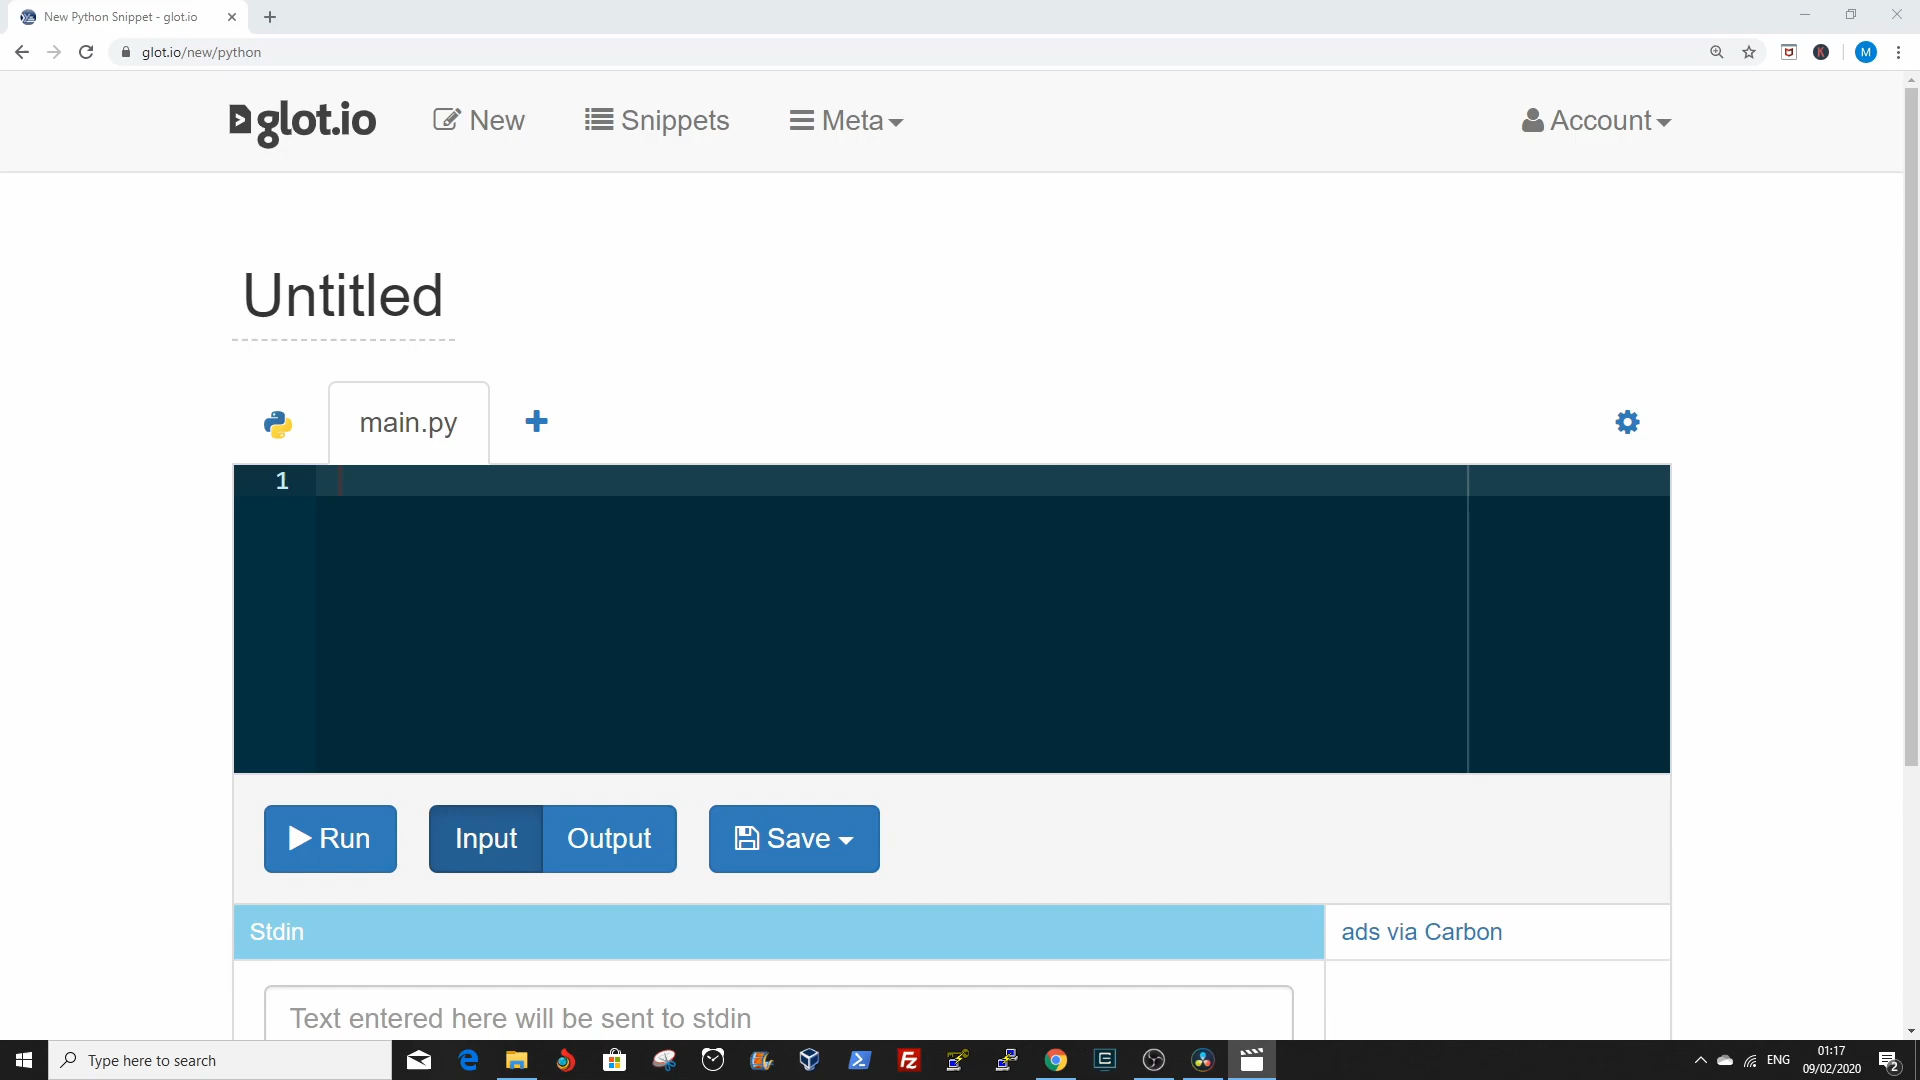 New Python Snippet - glot.io
glot.io/new/python
M
glot.io
New
Snippets
Meta
Account
Untitled
main.py
1
Run
Input
Output
Save
Stdin
ads via Carbon
Text entered here will be sent to stdin
Type here to search
ENG
01:17
09/02/2020
2